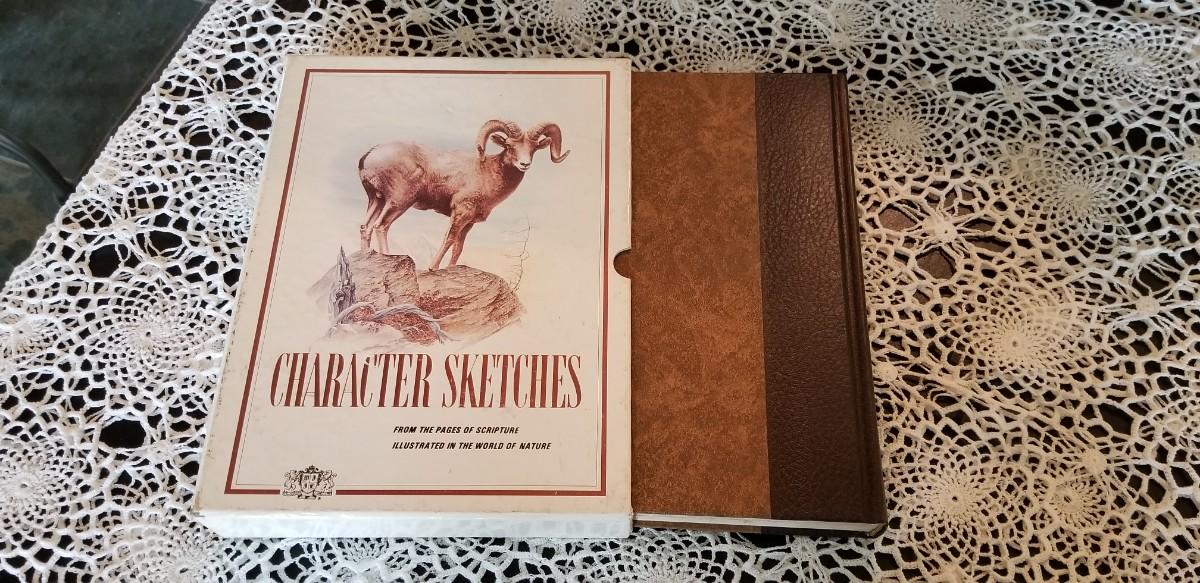 CHARACTER SKETCHES
FROM THE PAGES OF SCRIPTURE
ILLUSTRATED IN THE WORLD OF NATURE